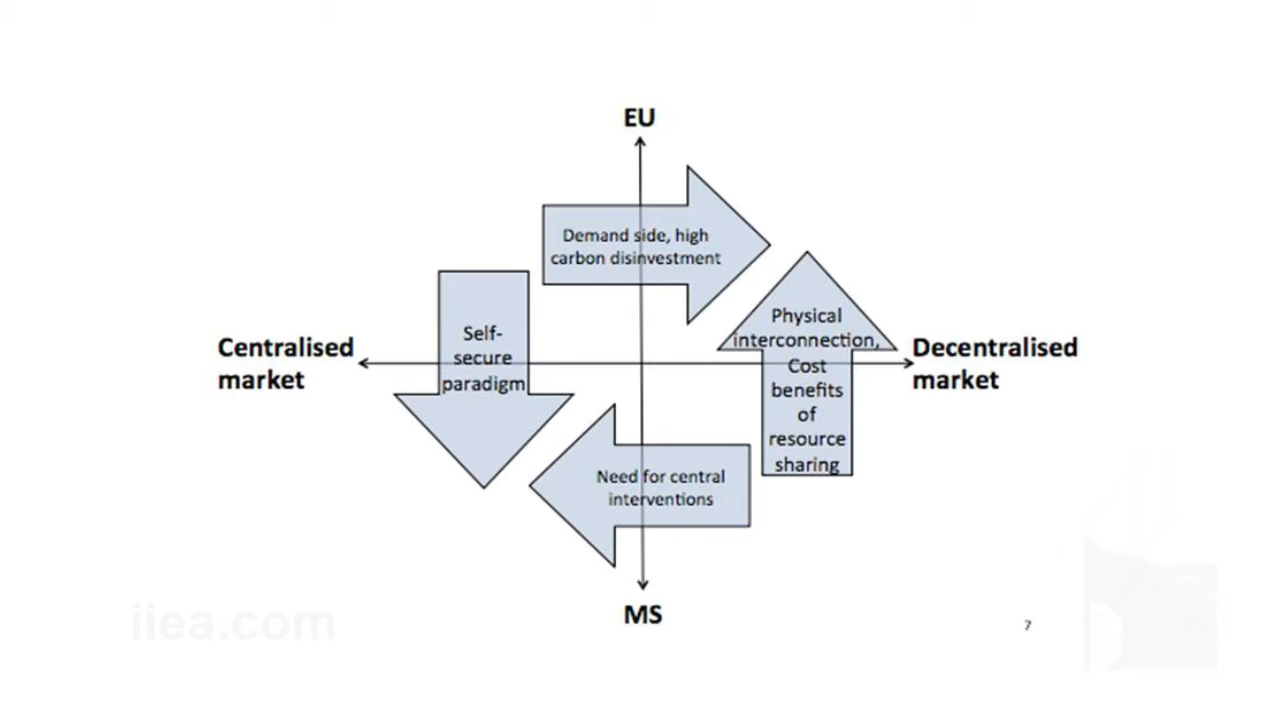 EU
Demand side, high
carbon disinvestment
Self-
secure
paradigm
Physical
interconnection,
Cost
benefits
of
resource
sharing
Centralised
market
Decentralised
market
Need for central
interventions
MS
iiea.com
7